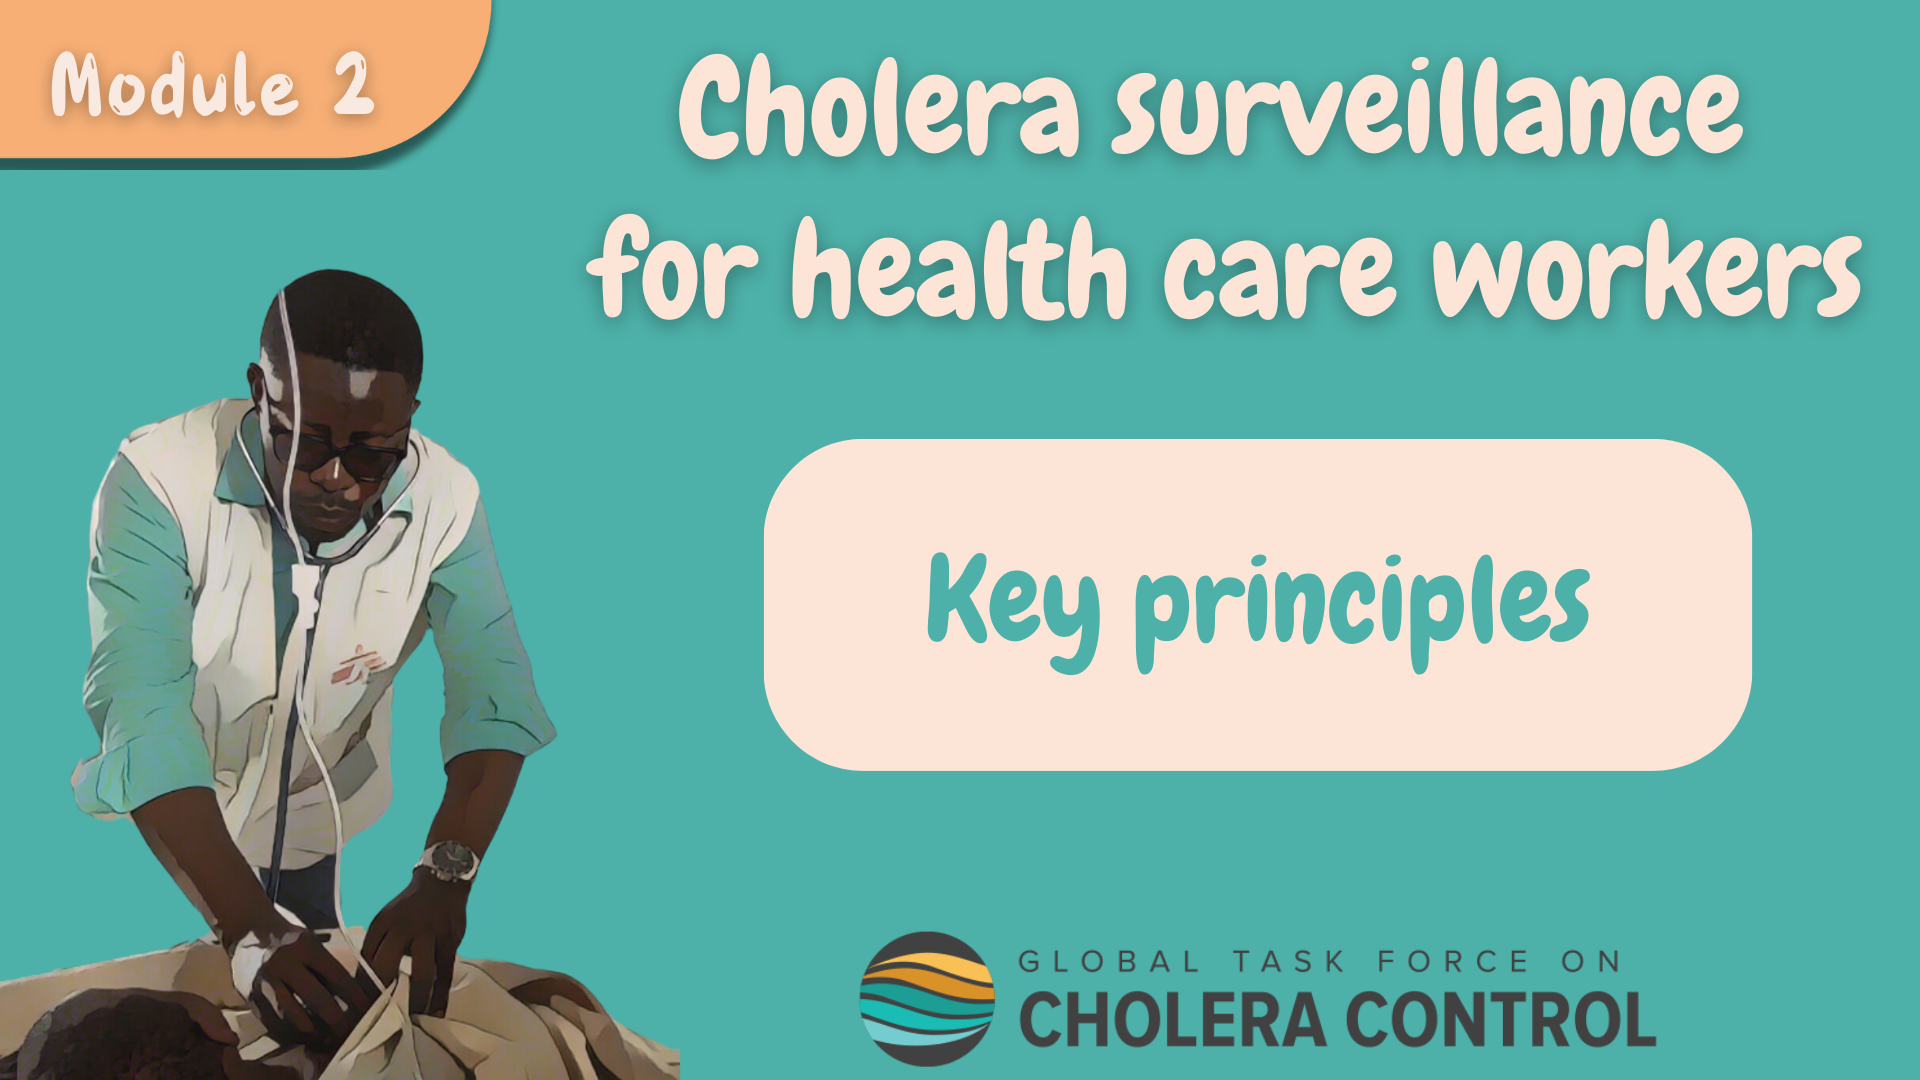 Module 2
Cholera surveillance
for health care workers
Key principles
GLOBAL TASK FORCE ON
CHOLERA CONTROL